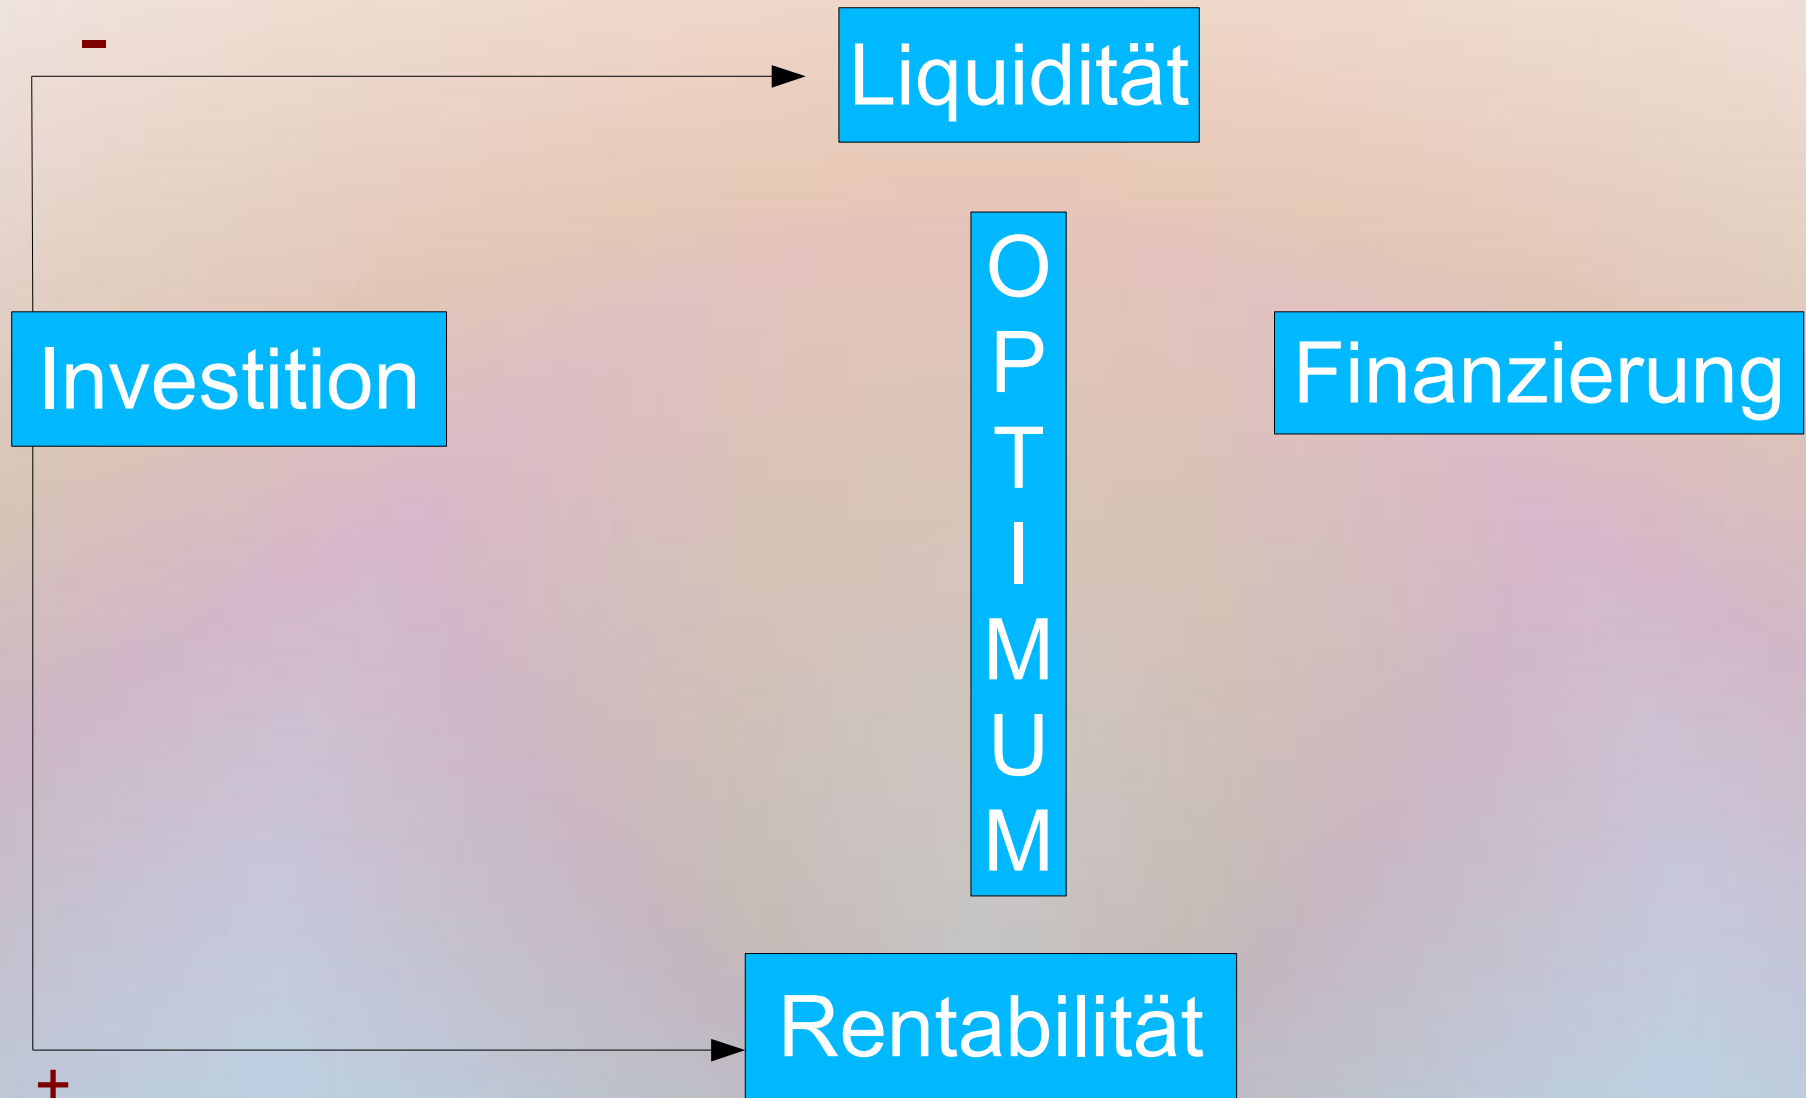 -
Liquidität
O
P
T
I
M
U
M
Investition
Finanzierung
Rentabilität
+